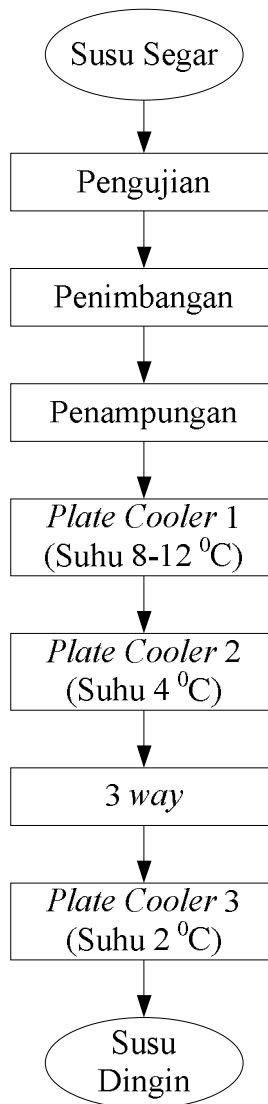 Susu Segar
Pengujian
Penimbangan
Penampungan
Plate Cooler 1
(Suhu 8-12 ⁰C)
Plate Cooler 2
(Suhu 4 ⁰C)
3 way
Plate Cooler 3
(Suhu 2 ⁰C)
Susu
Dingin